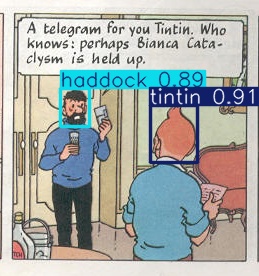 A telegram for you Tintin. Who
knows: perhaps Bianca Cata-
clysm is held up.
haddock 0.89
tintin 0.91